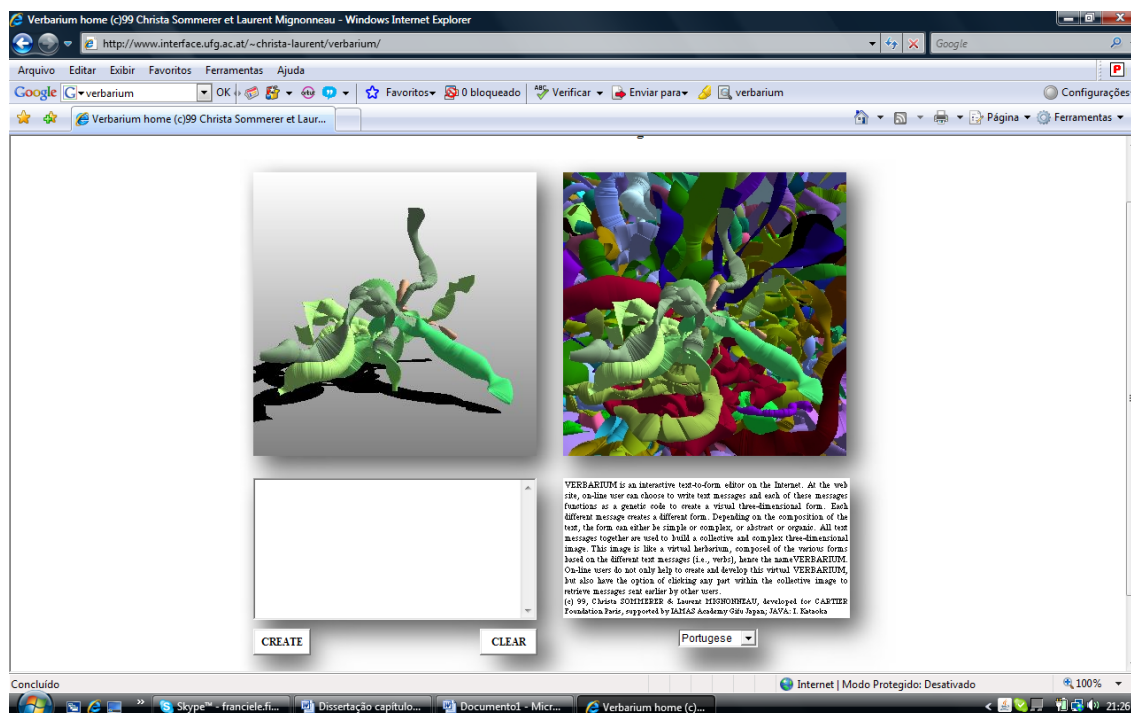 Verbarium home (c)99 Christa Sommerer et Laurent Mignonneau - Windows Internet Explorer
http://www.interface.ufg.ac.at/~christa-laurent/verbarium/
Google
Arquivo Editar Exibir Favoritos Ferramentas Ajuda
Google verbarium OK Favoritos 0 bloqueado Verificar Enviar para verbarium Configurações
Verbarium home (c)99 Christa Sommerer et Laur... Página Ferramentas
VERBARIUM is an interactive text-to-form editor on the Internet. At the web
site, on-line user can choose to write text messages and each of these messages
functions as a genetic code to create a visual three-dimensional form. Each
different message creates a different form. Depending on the composition of the
text, the form can either be simple or complex, or abstract or organic. All text
messages together are used to build a collective and complex three-dimensional
image. This image is like a virtual herbarium, composed of the various forms
based on the different text messages (i.e., verbs), hence the nameVERBARIUM.
On-line users do not only help to create and develop this virtual VERBARIUM,
but also have the option of clicking any part within the collective image to
retrieve messages sent earlier by other users.
(c) 99, Christa SOMMERER & Laurent MIGNONNEAU, developed for CARTIER
Foundation Paris, supported by IAMAS Academy Gifu Japan; JAVA: I. Kataoka
CREATE CLEAR Portugese
Concluído Internet | Modo Protegido: Desativado 100%
Skype™ - franciele.fi... Dissertação capítulo... Documento1 - Micr... Verbarium home (c)... 21:26